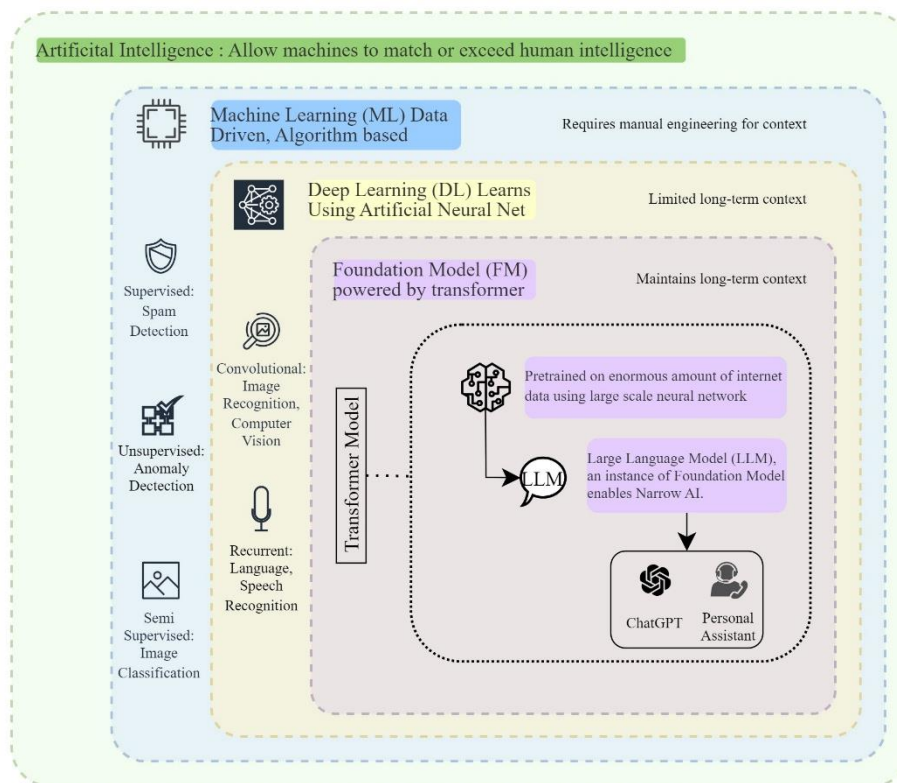 Artificital Intelligence : Allow machines to match or exceed human intelligence
Machine Learning (ML) Data
Driven, Algorithm based
Requires manual engineering for context
Deep Learning (DL) Learns
Using Artificial Neural Net
Limited long-term context
Foundation Model (FM)
powered by transformer
Maintains long-term context
Supervised:
Spam
Detection
Unsupervised:
Anomaly
Dectection
Semi
Supervised:
Image
Classification
Convolutional:
Image
Recognition,
Computer
Vision
Recurrent:
Language,
Speech
Recognition
Transformer Model
Pretrained on enormous amount of internet
data using large scale neural network
LLM
Large Language Model (LLM),
an instance of Foundation Model
enables Narrow AI.
ChatGPT
Personal
Assistant